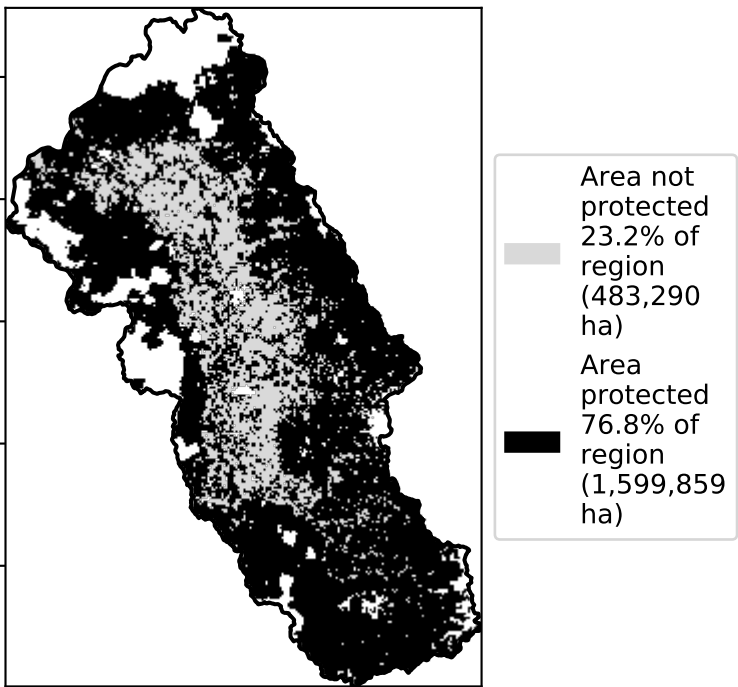 Area not
protected
23.2% of
region
(483,290
ha)
Area
protected
76.8% of
region
(1,599,859
ha)